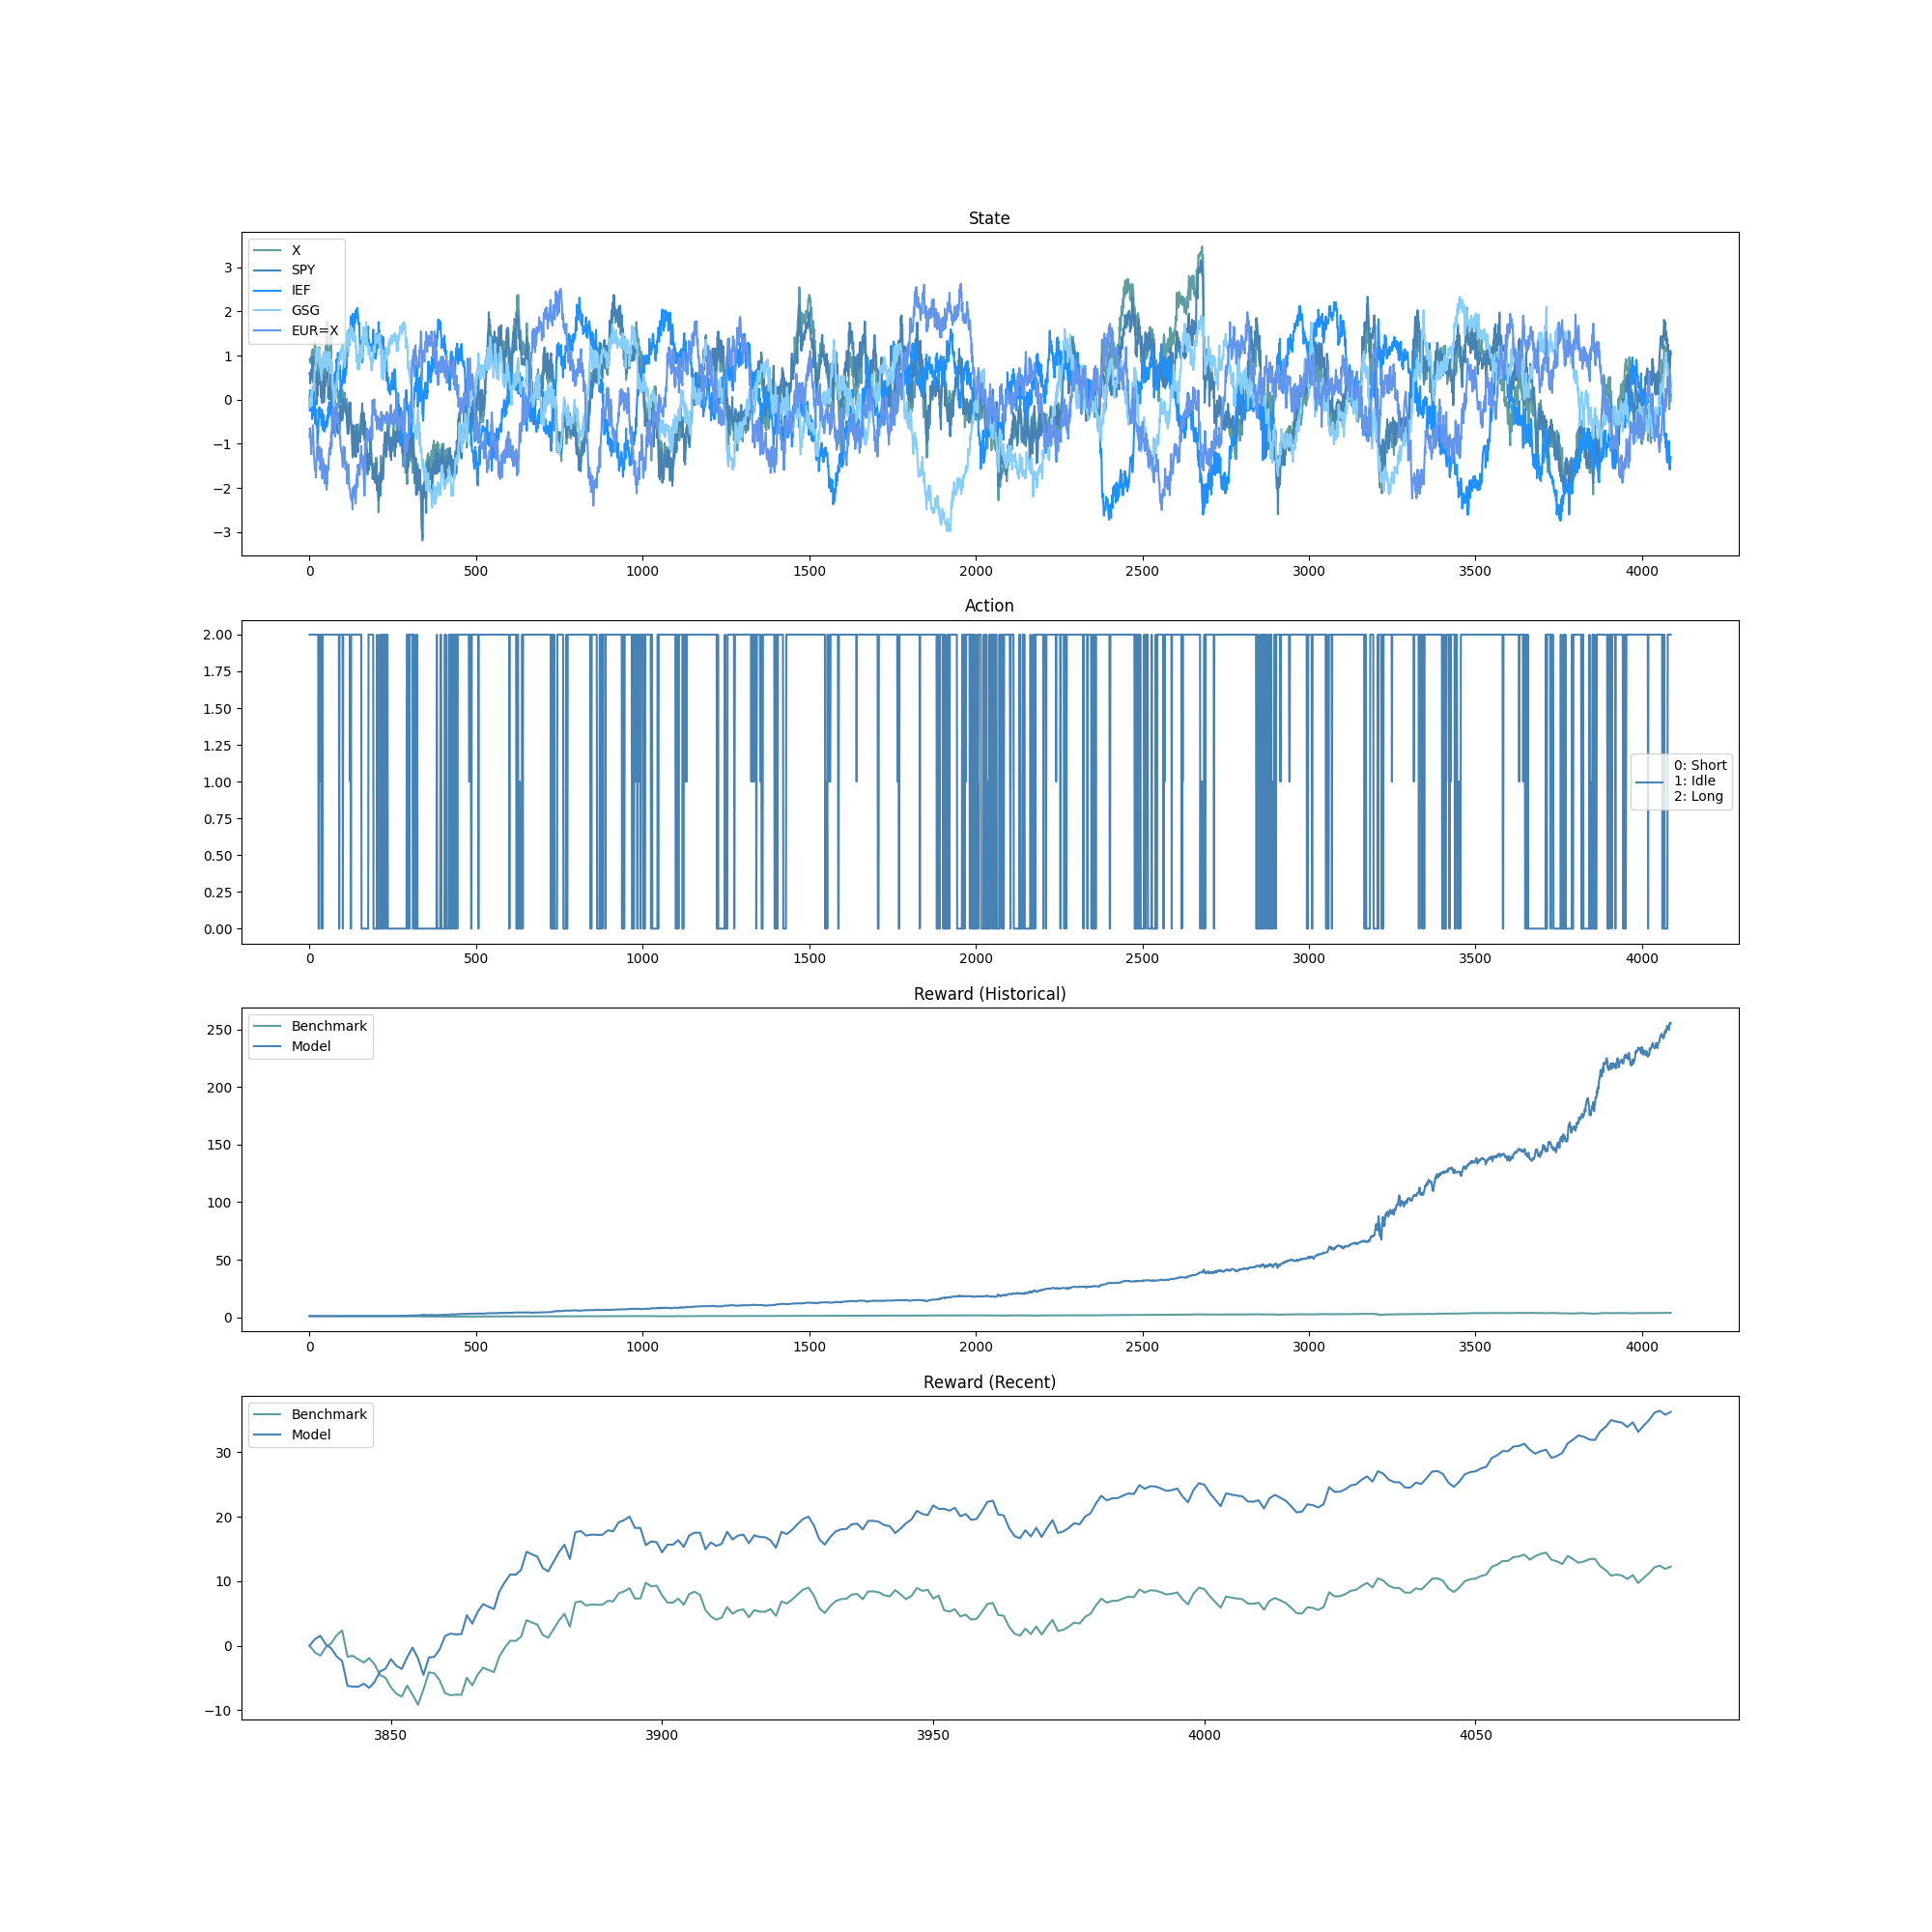 State
X
SPY
IEF
GSG
EUR=X
3
2
1
0
−1
−2
−3
0 500 1000 1500 2000 2500 3000 3500 4000
Action
2.00
1.75
1.50
1.25
1.00
0.75
0.50
0.25
0.00
0: Short
1: Idle
2: Long
0 500 1000 1500 2000 2500 3000 3500 4000
Reward (Historical)
Benchmark
Model
250
200
150
100
50
0
0 500 1000 1500 2000 2500 3000 3500 4000
Reward (Recent)
Benchmark
Model
30
20
10
0
−10
3850 3900 3950 4000 4050